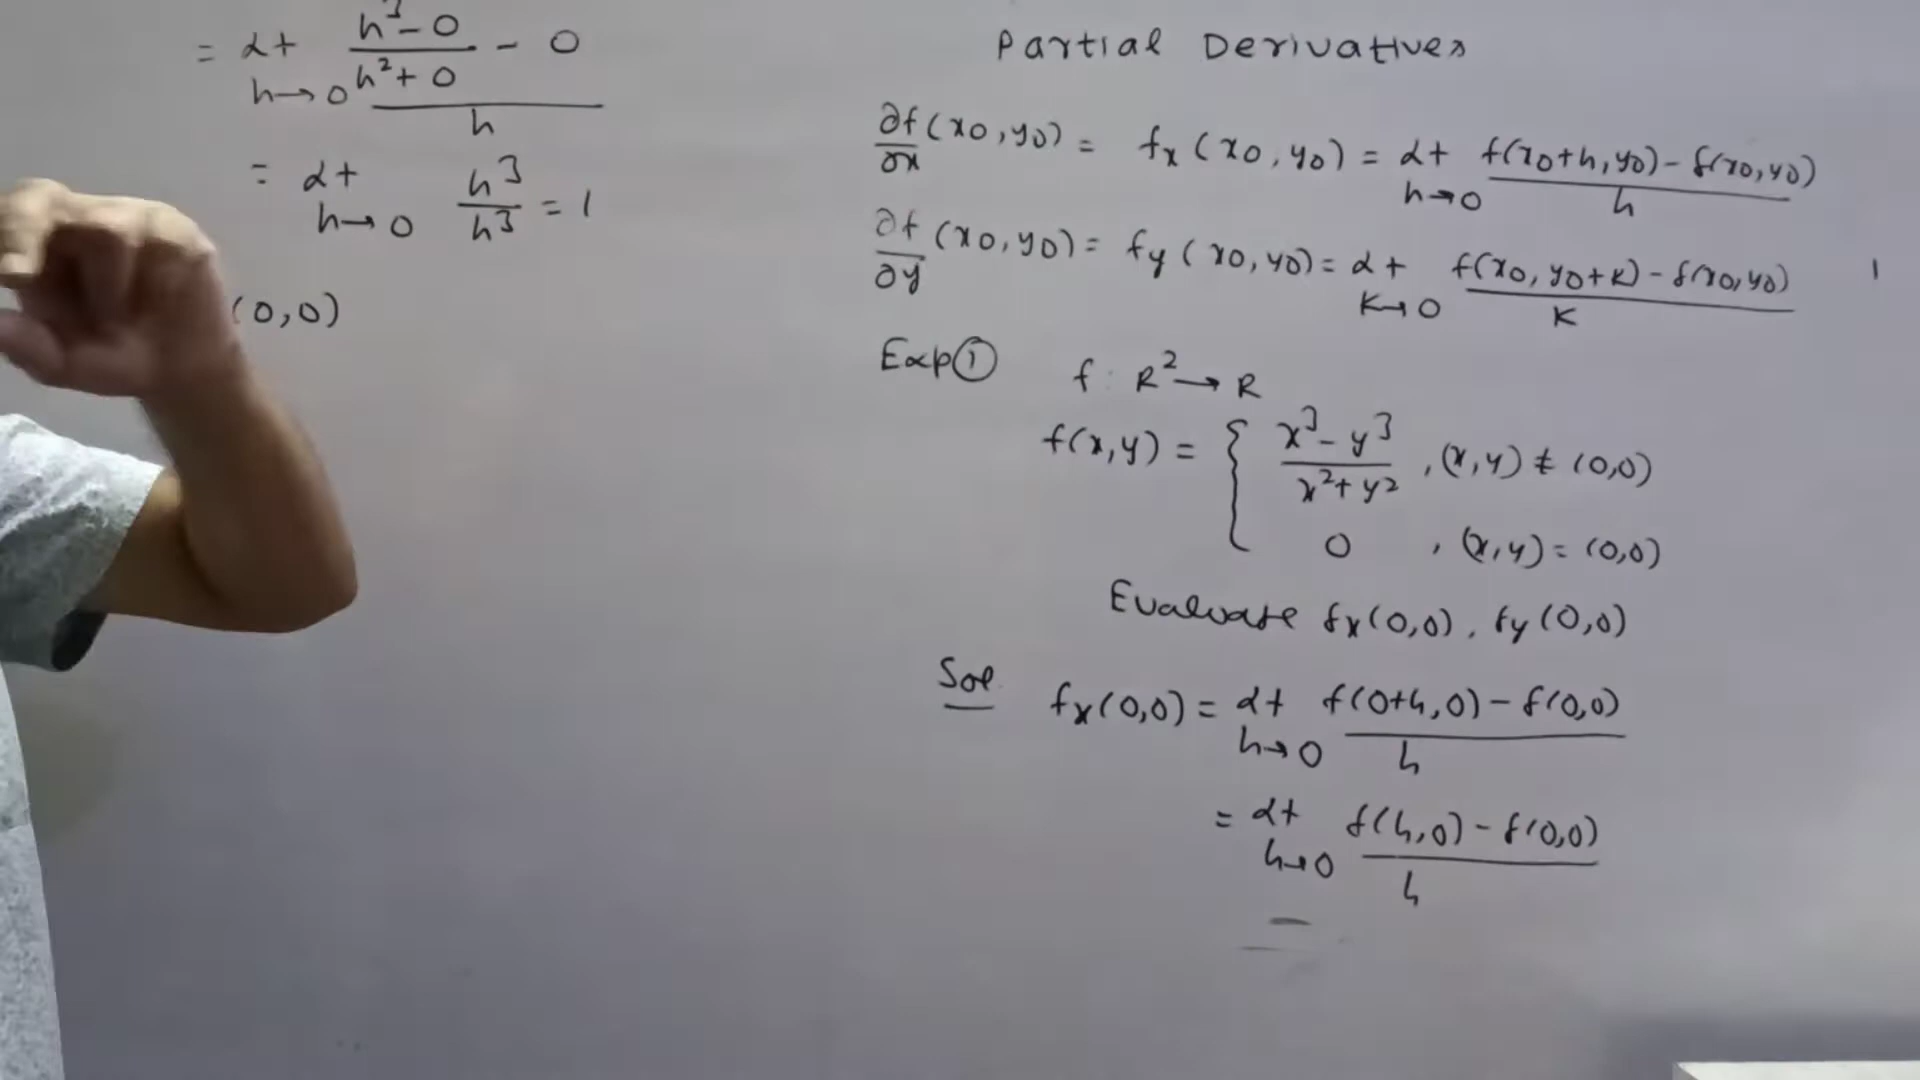 = Lt h→0 (h³-0)/(h²+0) - 0 / h
= Lt h→0 h³/h³ = 1
(0,0)
Partial Derivatives
∂f/∂x (x0,y0) = fx (x0,y0) = Lt h→0 f(x0+h,y0) - f(x0,y0) / h
∂f/∂y (x0,y0) = fy (x0,y0) = Lt k→0 f(x0,y0+k) - f(x0,y0) / k
Exp ① f: R² → R
f(x,y) = { x³-y³ / x²+y² , (x,y) ≠ (0,0)
0 , (x,y) = (0,0)
Evaluate fx(0,0), fy(0,0)
Sol fx(0,0) = Lt h→0 f(0+h,0) - f(0,0) / h
= Lt h→0 f(h,0) - f(0,0) / h